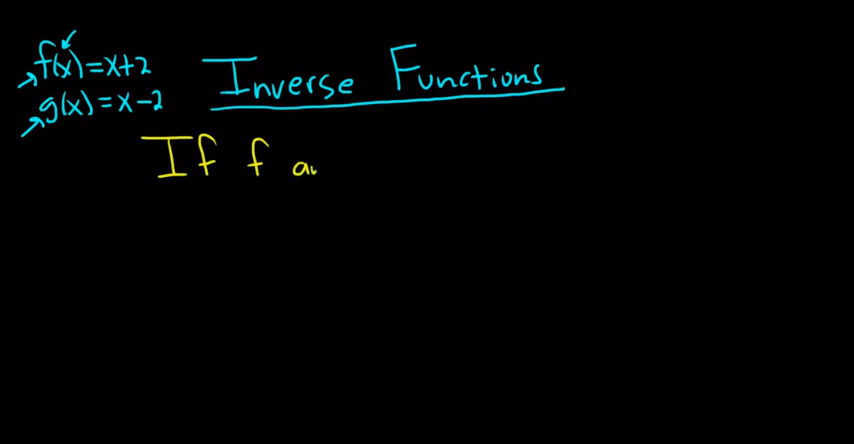 f(x) = x+2
g(x) = x-2
Inverse Functions
If f